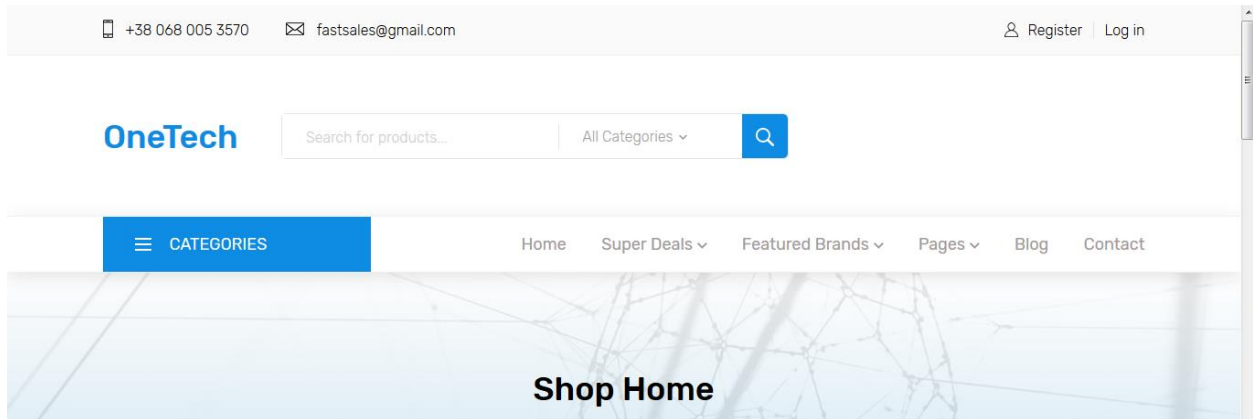 +38 068 005 3570 fastsales@gmail.com Register Log in
OneTech Search for products... All Categories
CATEGORIES Home Super Deals Featured Brands Pages Blog Contact
Shop Home